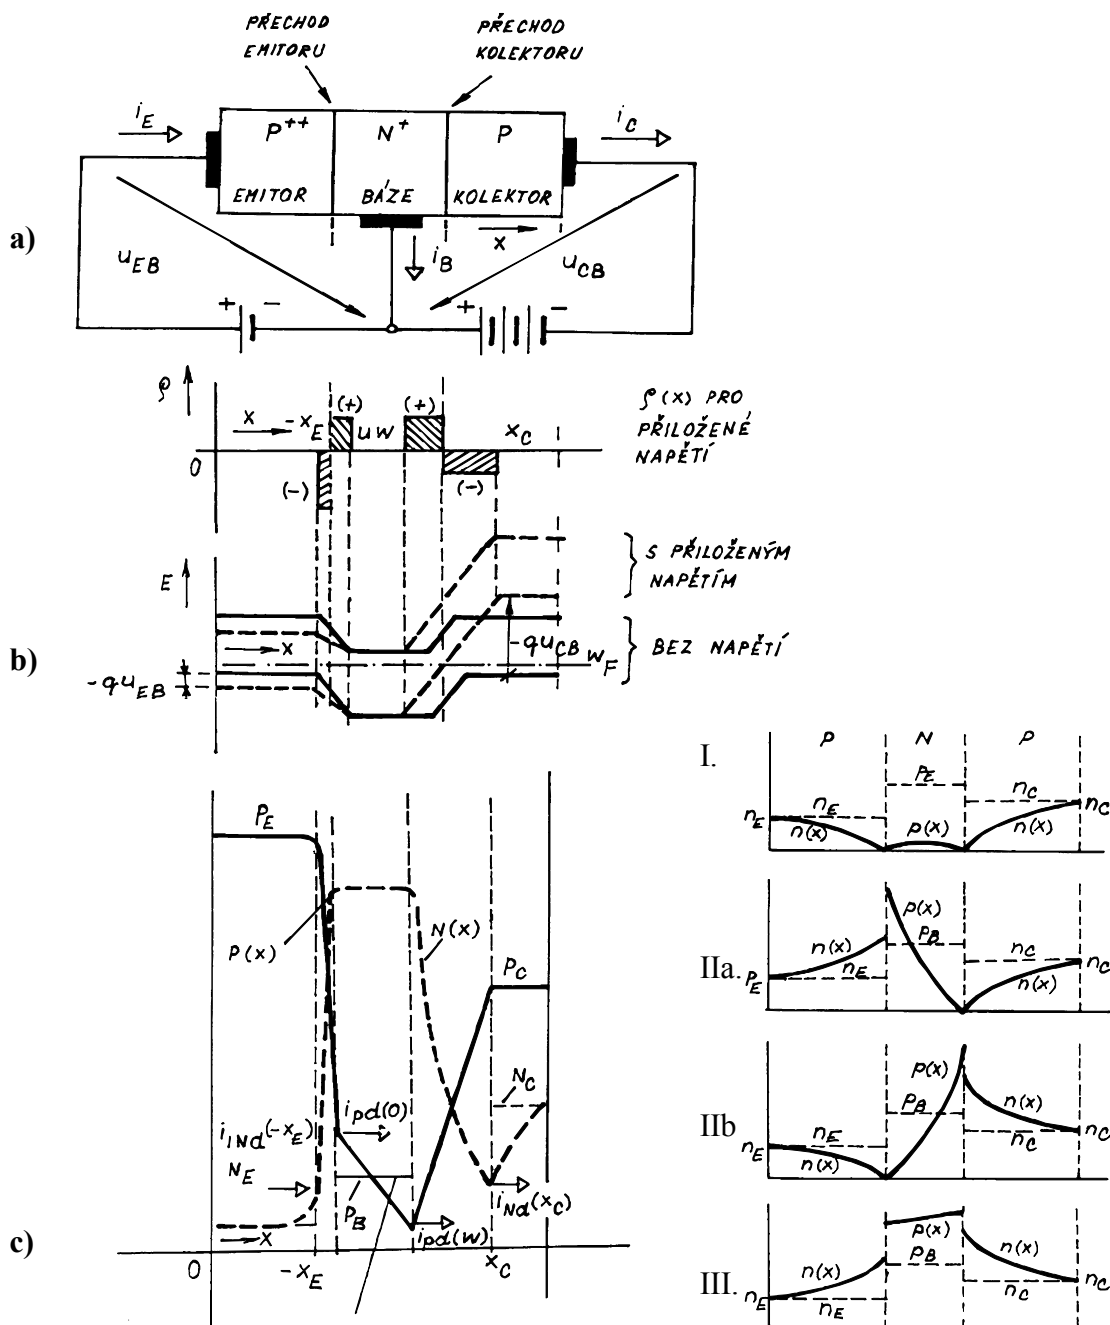 PŘECHOD
EMITORU
PŘECHOD
KOLEKTORU
i_E
P++
N+
P
i_C
EMITOR
BÁZE
KOLEKTOR
x
i_B
a)
u_EB
u_CB
+ -
+ -
ρ
x
-x_E
(+)
uw
(+)
x_C
ρ(x) PRO
PŘILOŽENÉ
NAPĚTÍ
0
(-)
(-)
E
S PŘILOŽENÝM
NAPĚTÍM
x
-qu_CB
W_F
BEZ NAPĚTÍ
b)
-qu_EB
P_E
P(x)
N(x)
P_C
N_C
i_pd(0)
i_INd(-x_E)
N_E
P_B
i_pd(w)
i_Nd(x_C)
x
c)
0
-x_E
x_C
P
N
P
I.
P_E
n_C
n_E
n_E
n_C
n(x)
p(x)
n(x)
p(x)
n(x)
P_B
n_C
n_C
IIa.
P_E
n_E
n(x)
p(x)
n(x)
IIb
P_B
n_E
n_E
n(x)
n_C
n_C
p(x)
n(x)
n(x)
P_B
III.
n_E
n_E
n_C
n_C